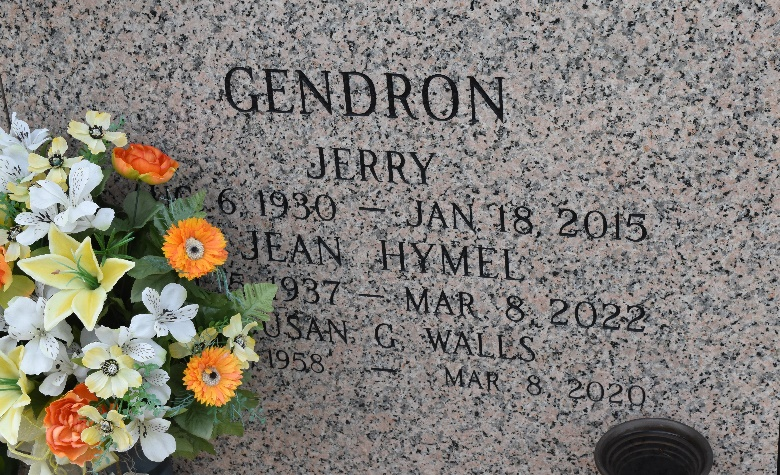 GENDRON
JERRY
6, 1930 — JAN. 18, 2015
JEAN HYMEL
1937 — MAR. 8, 2022
USAN G. WALLS
1958 — MAR. 8, 2020